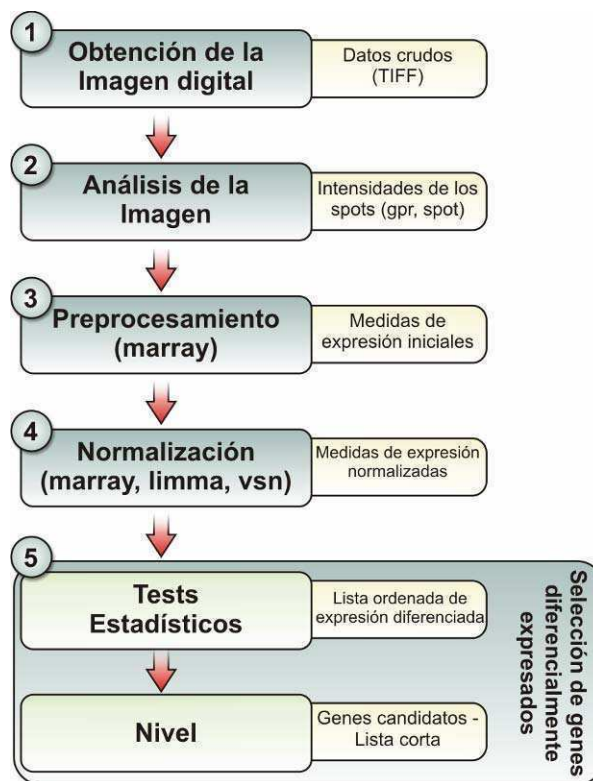 1
Obtención de la
Imagen digital
Datos crudos
(TIFF)
2
Análisis de la
Imagen
Intensidades de los
spots (gpr, spot)
3
Preprocesamiento
(marray)
Medidas de
expresión iniciales
4
Normalización
(marray, limma, vsn)
Medidas de expresión
normalizadas
5
Tests
Estadísticos
Lista ordenada de
expresión diferenciada
Nivel
Genes candidatos -
Lista corta
Selección de genes
diferencialmente
expresados